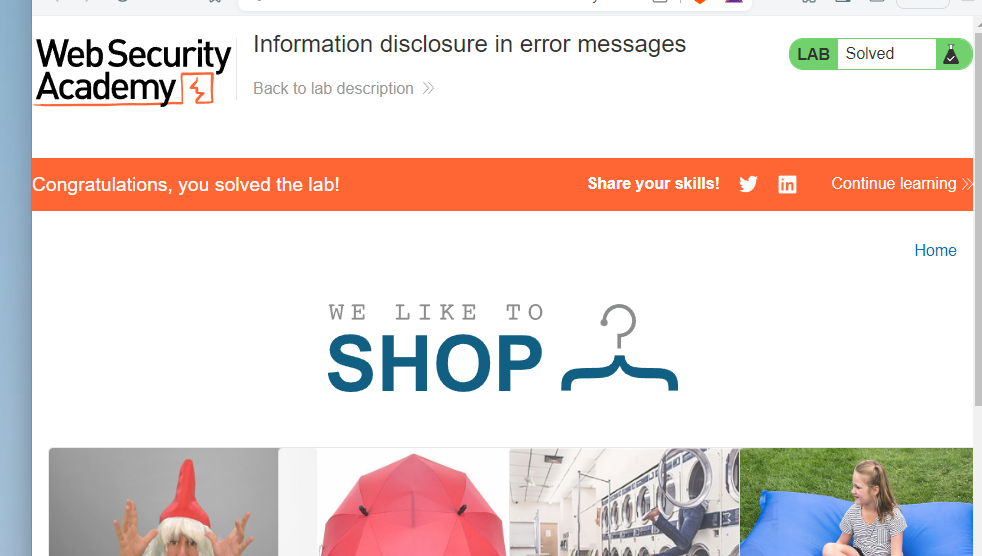 Web Security
Academy
Information disclosure in error messages
Back to lab description
LAB Solved
Congratulations, you solved the lab!
Share your skills!
Continue learning
Home
WE LIKE TO
SHOP